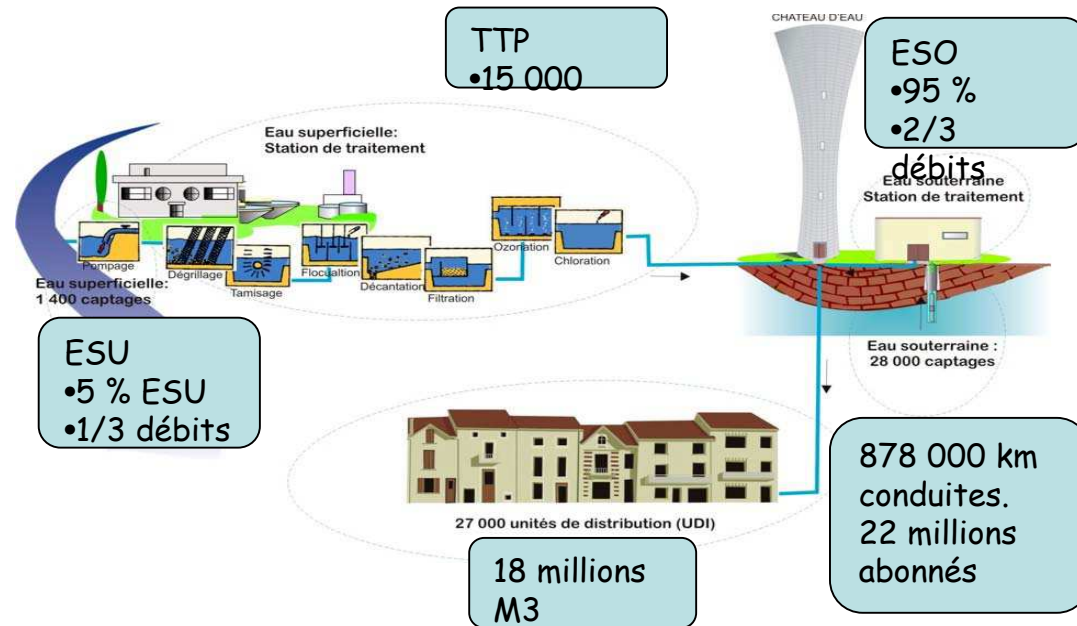 CHATEAU D'EAU
TTP
•15 000
ESO
•95 %
•2/3
débits
Eau superficielle:
Station de traitement
Eau souterraine
Station de traitement
Pompage
Dégrillage
Tamisage
Floculaltion
Décantation
Filtration
Ozonation
Chloration
Eau superficielle:
1 400 captages
ESU
•5 % ESU
•1/3 débits
Eau souterraine :
28 000 captages
27 000 unités de distribution (UDI)
18 millions
M3
878 000 km
conduites.
22 millions
abonnés